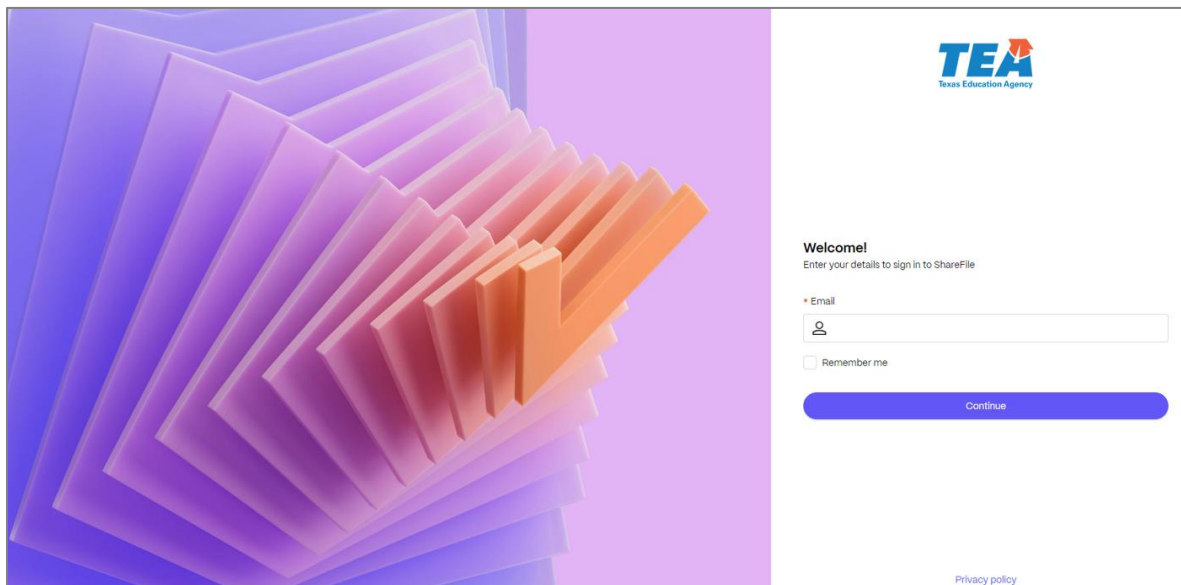 TEA
Texas Education Agency
Welcome!
Enter your details to sign in to ShareFile
* Email
Remember me
Continue
Privacy policy